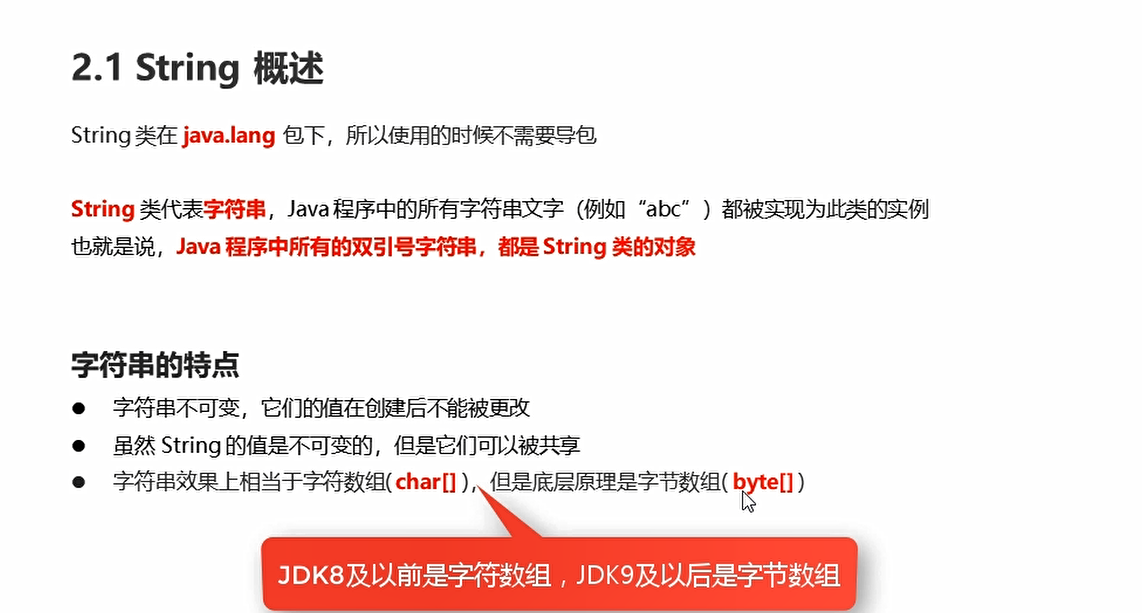 2.1 String 概述
String 类在 java.lang 包下，所以使用的时候不需要导包
String 类代表字符串，Java 程序中的所有字符串文字（例如“abc”）都被实现为此类的实例
也就是说，Java 程序中所有的双引号字符串，都是 String 类的对象
字符串的特点
● 字符串不可变，它们的值在创建后不能被更改
● 虽然 String 的值是不可变的，但是它们可以被共享
● 字符串效果上相当于字符数组( char[] )，但是底层原理是字节数组( byte[] )
JDK8及以前是字符数组，JDK9及以后是字节数组